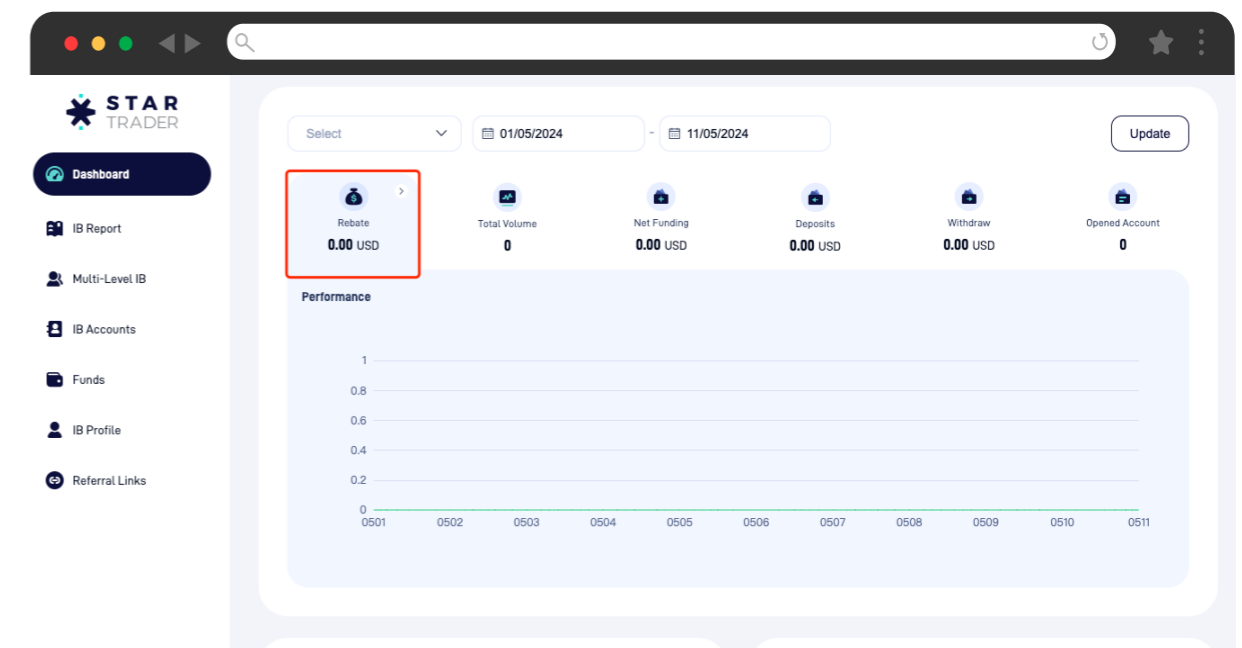 STAR
TRADER
Dashboard
IB Report
Multi-Level IB
IB Accounts
Funds
IB Profile
Referral Links
Select
01/05/2024 - 11/05/2024
Update
Rebate
0.00 USD
Total Volume
0
Net Funding
0.00 USD
Deposits
0.00 USD
Withdraw
0.00 USD
Opened Account
0
Performance
1
0.8
0.6
0.4
0.2
0
0501 0502 0503 0504 0505 0506 0507 0508 0509 0510 0511